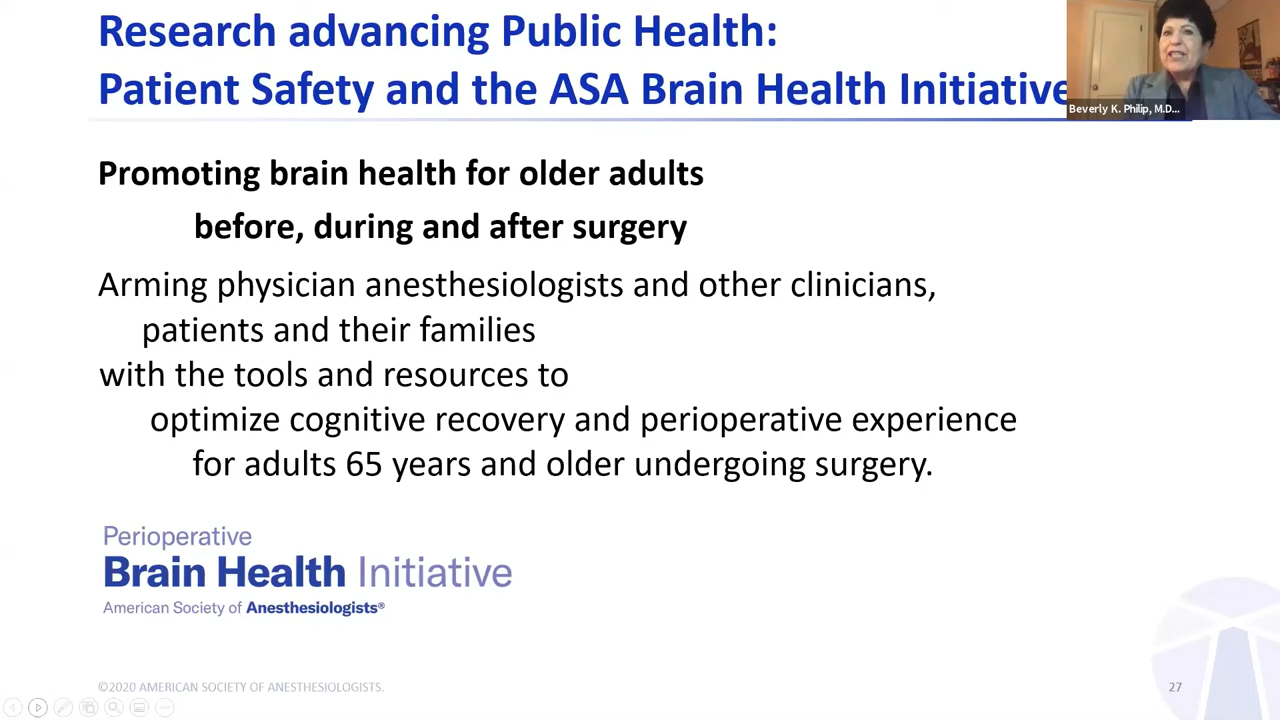 Research advancing Public Health:
Patient Safety and the ASA Brain Health Initiative
Beverly K. Philip, M.D...
Promoting brain health for older adults
before, during and after surgery
Arming physician anesthesiologists and other clinicians,
patients and their families
with the tools and resources to
optimize cognitive recovery and perioperative experience
for adults 65 years and older undergoing surgery.
Perioperative
Brain Health Initiative
American Society of Anesthesiologists®
©2020 AMERICAN SOCIETY OF ANESTHESIOLOGISTS.
27